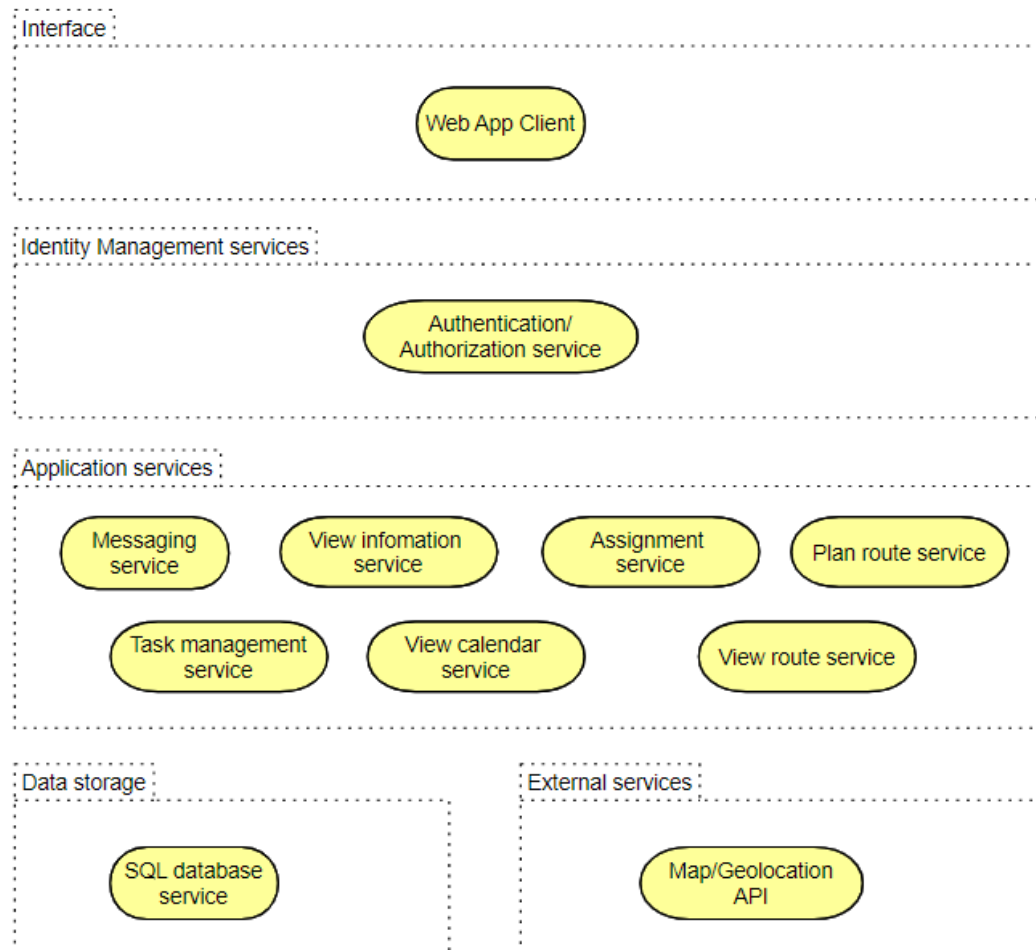 Interface
Web App Client
Identity Management services
Authentication/
Authorization service
Application services
Messaging
service
View infomation
service
Assignment
service
Plan route service
Task management
service
View calendar
service
View route service
Data storage
SQL database
service
External services
Map/Geolocation
API